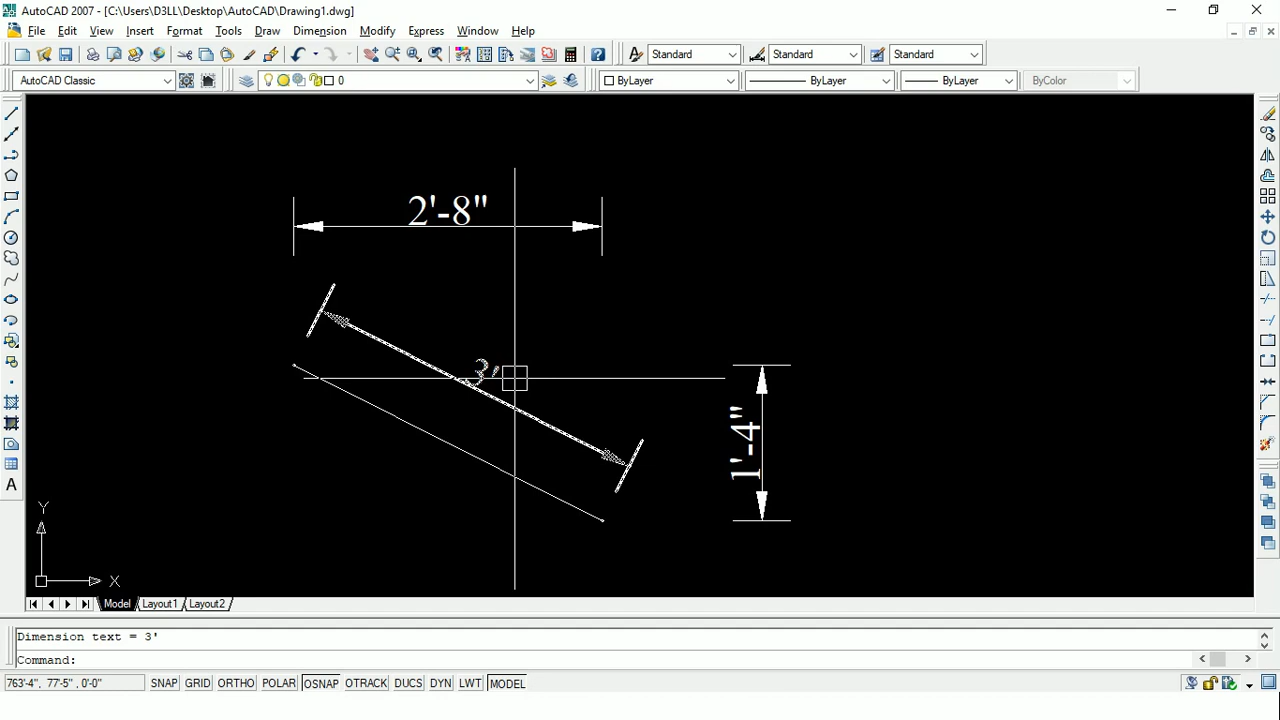 AutoCAD 2007 - [C:\Users\D3LL\Desktop\AutoCAD\Drawing1.dwg]
File Edit View Insert Format Tools Draw Dimension Modify Express Window Help
Standard Standard Standard
AutoCAD Classic 0 ByLayer ByLayer ByLayer ByColor
2'-8"
3'
1'-4"
Y
X
Model Layout1 Layout2
Dimension text = 3'
Command:
763'-4", 77'-5" , 0'-0" SNAP GRID ORTHO POLAR OSNAP OTRACK DUCS DYN LWT MODEL